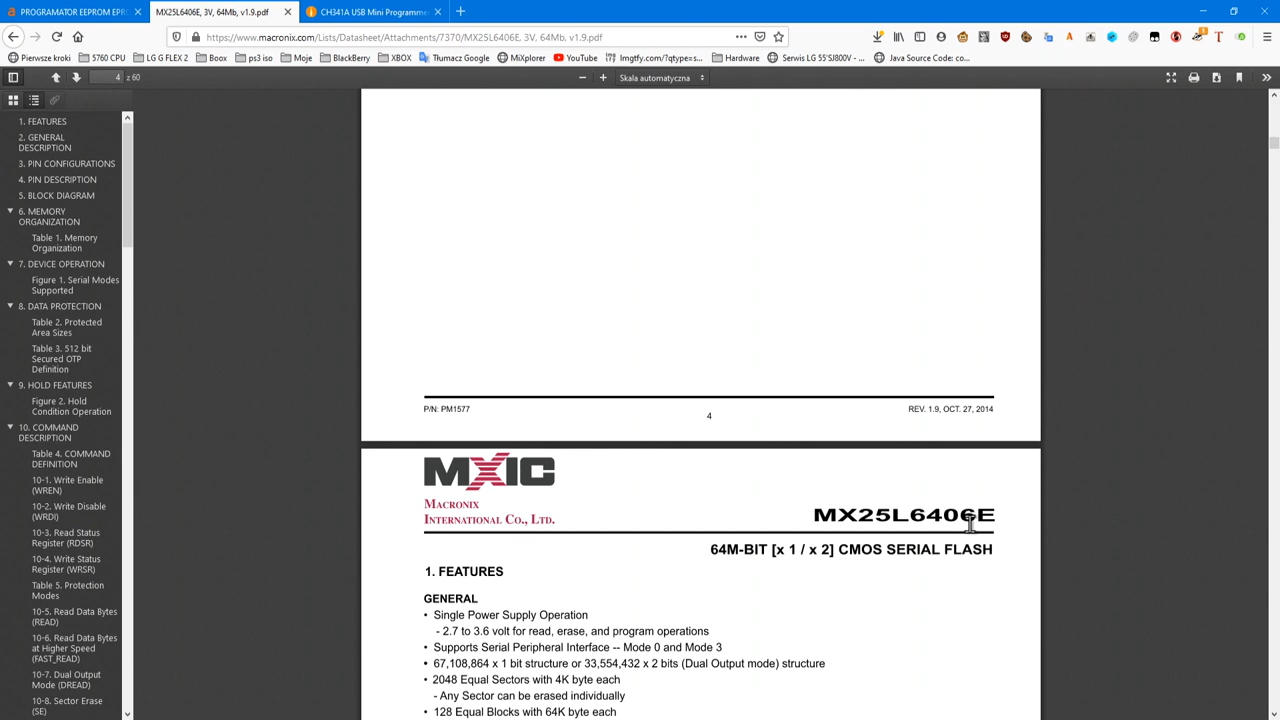 PROGRAMATOR EEPROM EPRO
MX25L6406E, 3V, 64Mb, v1.9.pdf
CH341A USB Mini Programmer
https://www.macronix.com/Lists/Datasheet/Attachments/7370/MX25L6406E, 3V, 64Mb, v1.9.pdf
Pierwsze kroki
5760 CPU
LG G FLEX 2
Boox
ps3 iso
Moje
BlackBerry
XBOX
Tłumacz Google
MiXplorer
YouTube
lmgtfy.com/?qtype=s...
Hardware
Serwis LG 55'SJ800V - ...
Java Source Code: co...
4 z 60
Skala automatyczna
1. FEATURES
2. GENERAL
DESCRIPTION
3. PIN CONFIGURATIONS
4. PIN DESCRIPTION
5. BLOCK DIAGRAM
6. MEMORY
ORGANIZATION
Table 1. Memory
Organization
7. DEVICE OPERATION
Figure 1. Serial Modes
Supported
8. DATA PROTECTION
Table 2. Protected
Area Sizes
Table 3. 512 bit
Secured OTP
Definition
9. HOLD FEATURES
Figure 2. Hold
Condition Operation
10. COMMAND
DESCRIPTION
Table 4. COMMAND
DEFINITION
10-1. Write Enable
(WREN)
10-2. Write Disable
(WRDI)
10-3. Read Status
Register (RDSR)
10-4. Write Status
Register (WRSR)
Table 5. Protection
Modes
10-5. Read Data Bytes
(READ)
10-6. Read Data Bytes
at Higher Speed
(FAST_READ)
10-7. Dual Output
Mode (DREAD)
10-8. Sector Erase
(SE)
P/N: PM1577
4
REV. 1.9, OCT. 27, 2014
MXIC
MACRONIX
INTERNATIONAL CO., LTD.
MX25L6406E
64M-BIT [x 1 / x 2] CMOS SERIAL FLASH
1. FEATURES
GENERAL
• Single Power Supply Operation
- 2.7 to 3.6 volt for read, erase, and program operations
• Supports Serial Peripheral Interface -- Mode 0 and Mode 3
• 67,108,864 x 1 bit structure or 33,554,432 x 2 bits (Dual Output mode) structure
• 2048 Equal Sectors with 4K byte each
- Any Sector can be erased individually
• 128 Equal Blocks with 64K byte each